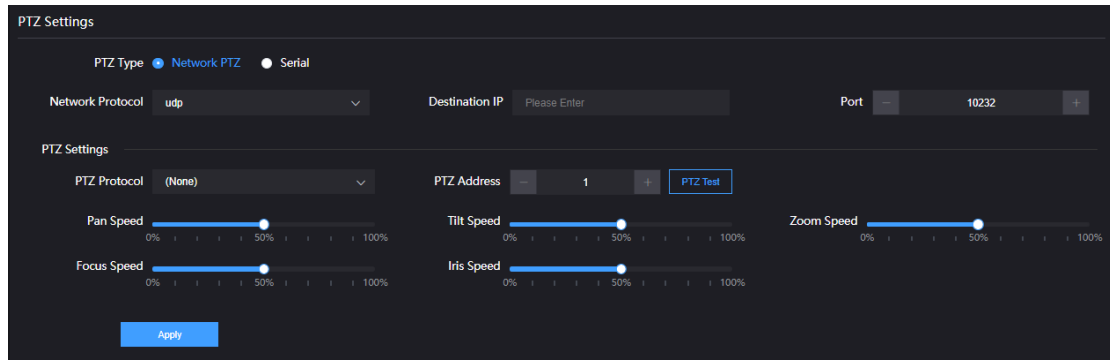 PTZ Settings
PTZ Type Network PTZ Serial
Network Protocol udp Destination IP Please Enter Port − 10232 +
PTZ Settings
PTZ Protocol (None) PTZ Address − 1 + PTZ Test
Pan Speed Tilt Speed Zoom Speed
0% 50% 100% 0% 50% 100% 0% 50% 100%
Focus Speed Iris Speed
0% 50% 100% 0% 50% 100%
Apply